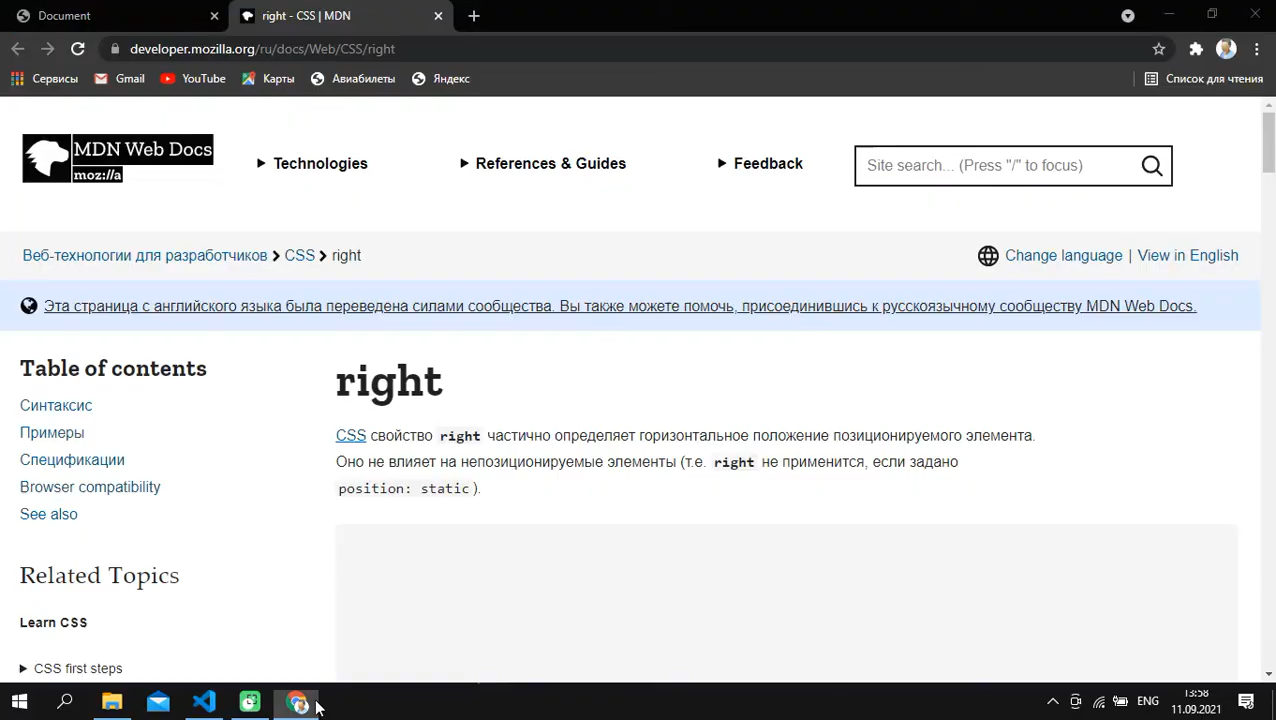 Document
right - CSS | MDN
developer.mozilla.org/ru/docs/Web/CSS/right
Сервисы
Gmail
YouTube
Карты
Авиабилеты
Яндекс
Список для чтения
MDN Web Docs
moz://a
Technologies
References & Guides
Feedback
Site search... (Press "/" to focus)
Веб-технологии для разработчиков
CSS
right
Change language | View in English
Эта страница с английского языка была переведена силами сообщества. Вы также можете помочь, присоединившись к русскоязычному сообществу MDN Web Docs.
Table of contents
Синтаксис
Примеры
Спецификации
Browser compatibility
See also
Related Topics
Learn CSS
CSS first steps
right
CSS свойство right частично определяет горизонтальное положение позиционируемого элемента.
Оно не влияет на непозиционируемые элементы (т.е. right не применится, если задано
position: static ).
ENG
13:58
11.09.2021